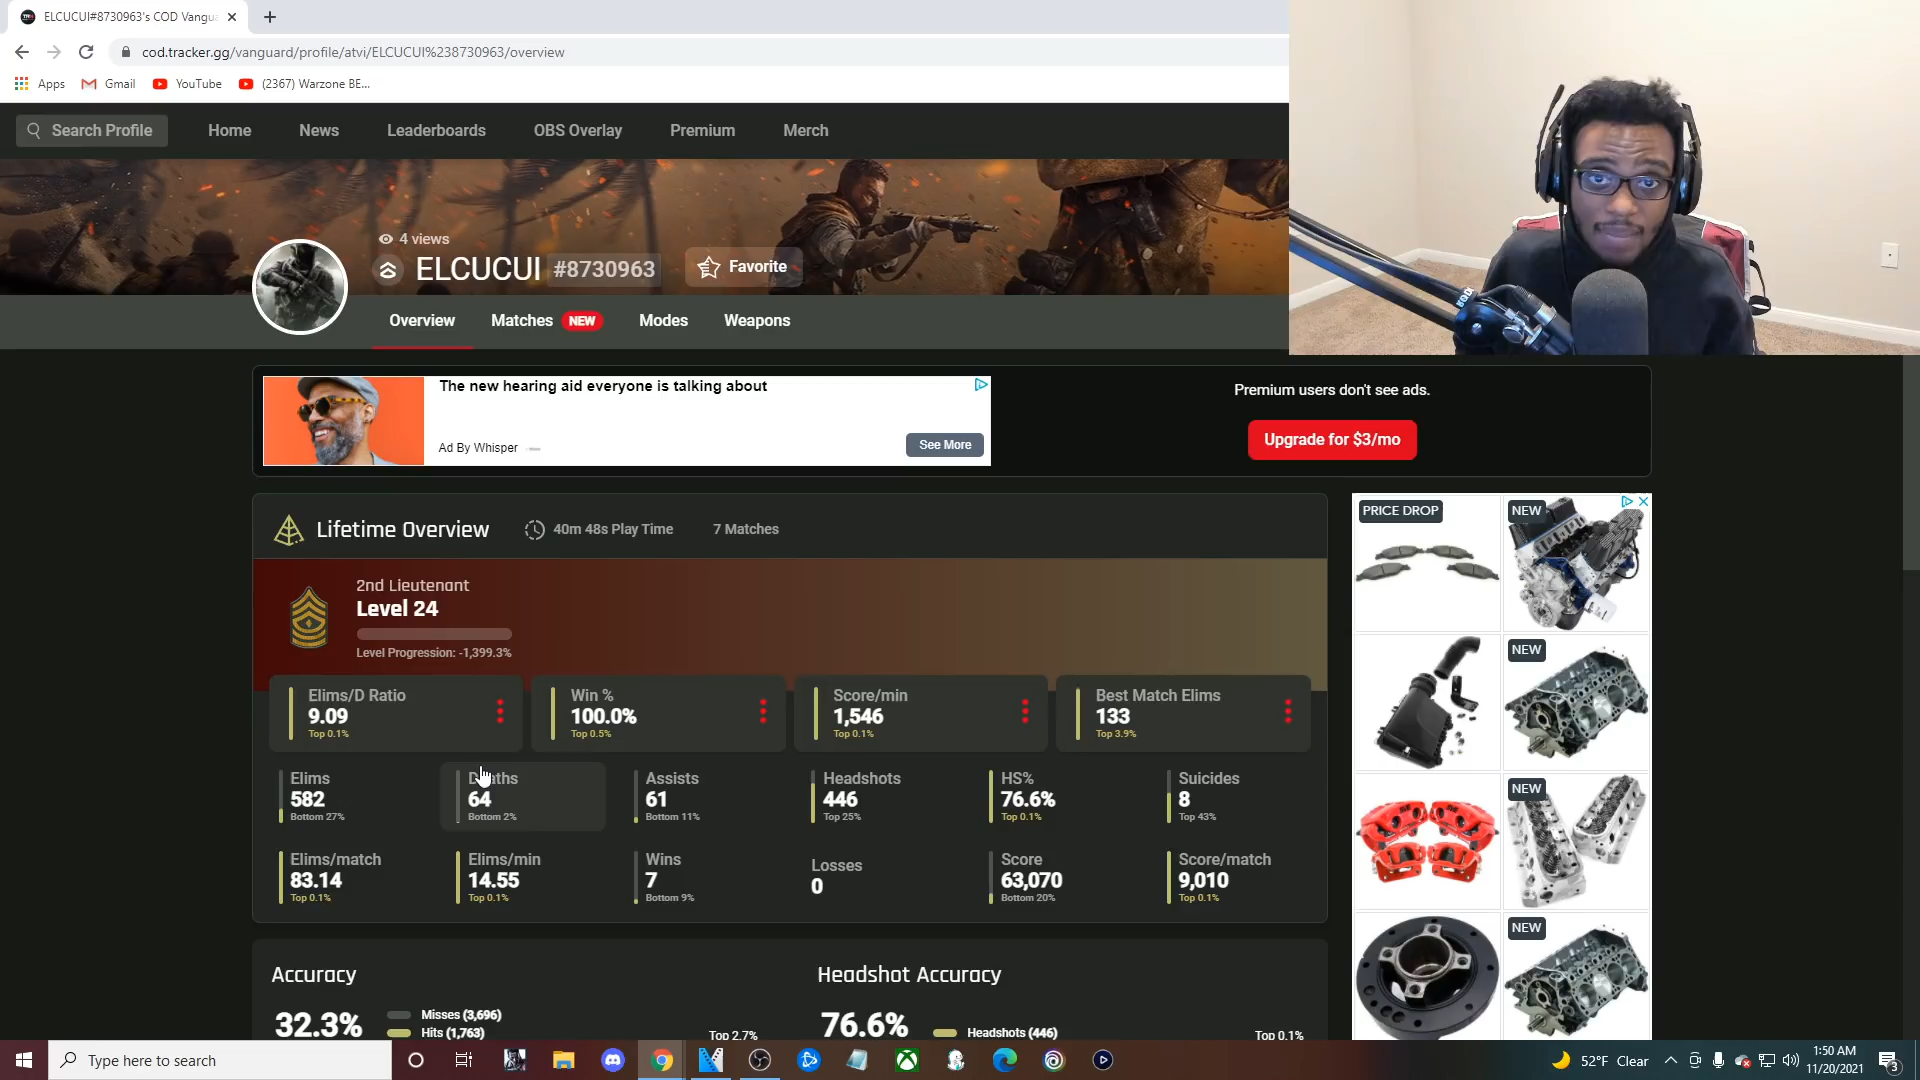 ELCUCUI#8730963's COD Vangua
cod.tracker.gg/vanguard/profile/atvi/ELCUCUI%238730963/overview
Apps Gmail YouTube (2367) Warzone BE...
Search Profile Home News Leaderboards OBS Overlay Premium Merch
4 views
ELCUCUI #8730963 Favorite
Overview Matches NEW Modes Weapons
The new hearing aid everyone is talking about
Ad By Whisper
See More
Premium users don't see ads.
Upgrade for $3/mo
Lifetime Overview 40m 48s Play Time 7 Matches
2nd Lieutenant
Level 24
Level Progression: -1,399.3%
Elims/D Ratio Win % Score/min Best Match Elims
9.09 100.0% 1,546 133
Top 0.1% Top 0.5% Top 0.1% Top 3.9%
Elims Deaths Assists Headshots HS% Suicides
582 64 61 446 76.6% 8
Bottom 27% Bottom 2% Bottom 11% Top 25% Top 0.1% Top 43%
Elims/match Elims/min Wins Losses Score Score/match
83.14 14.55 7 0 63,070 9,010
Top 0.1% Top 0.1% Bottom 9% Bottom 20% Top 0.1%
Accuracy Headshot Accuracy
32.3% Misses (3,696)
Hits (1,763) Top 2.7%
76.6% Headshots (446) Top 0.1%
PRICE DROP NEW
NEW
NEW
NEW
Type here to search
52°F Clear
1:50 AM
11/20/2021
3